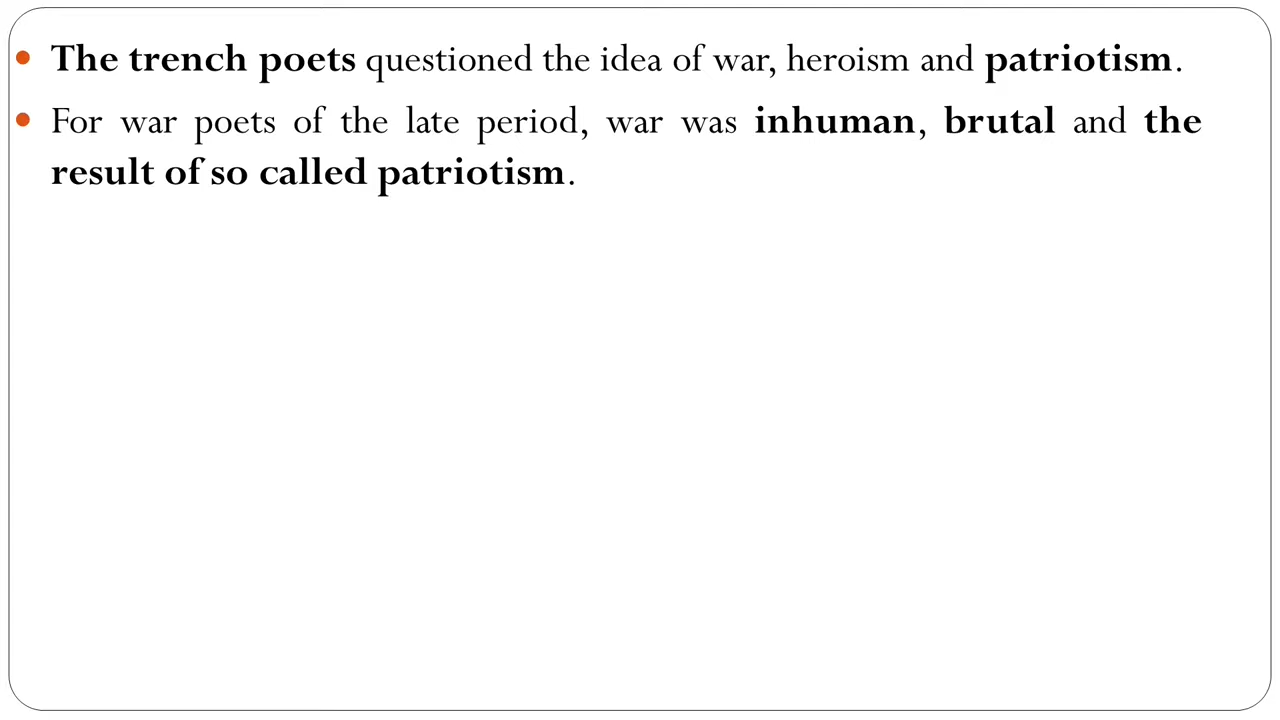 • The trench poets questioned the idea of war, heroism and patriotism.
• For war poets of the late period, war was inhuman, brutal and the
result of so called patriotism.